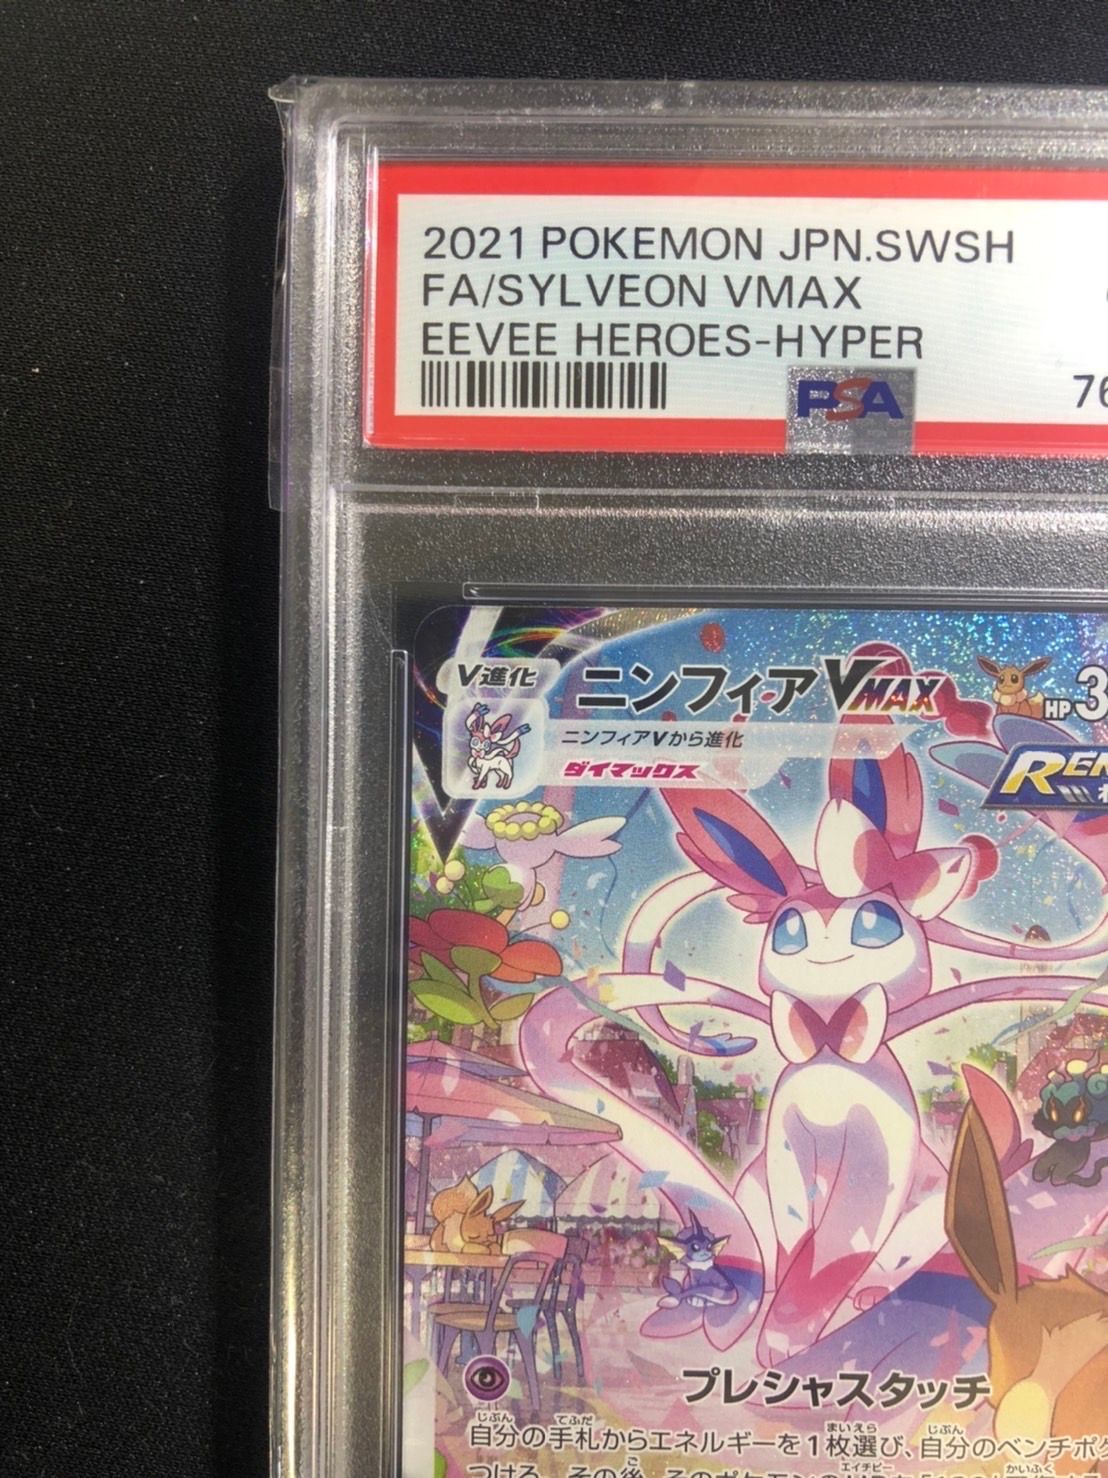 2021 POKEMON JPN.SWSH
FA/SYLVEON VMAX
EEVEE HEROES-HYPER
PSA
76
V進化
ニンフィアVMAX
HP 3
ニンフィアVから進化
ダイマックス
プレシャスタッチ
自分の手札からエネルギーを1枚選び、自分のベンチポケ